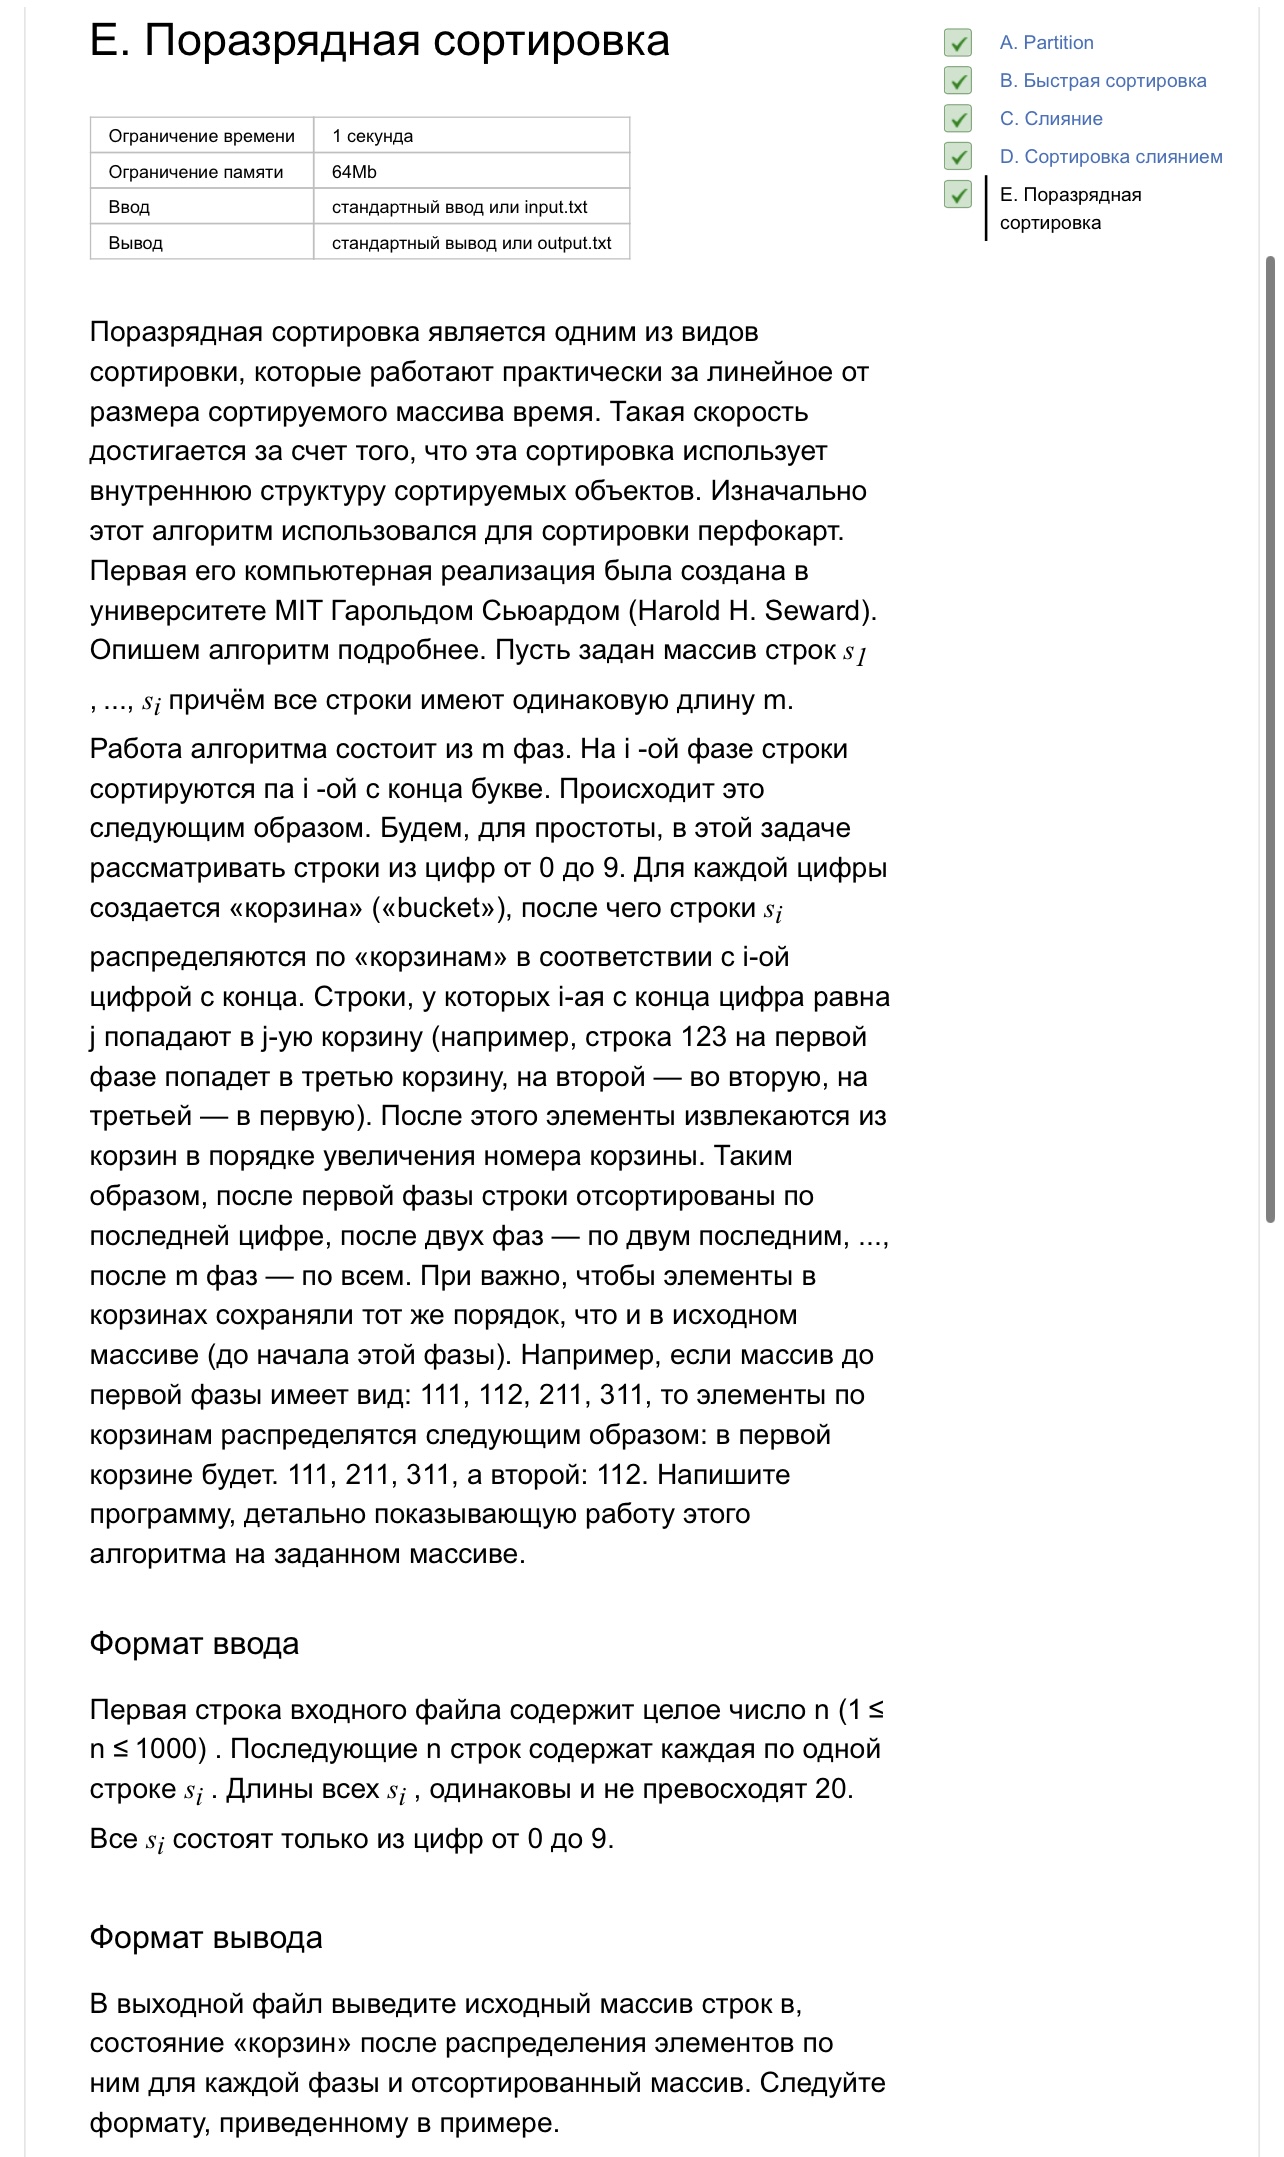 Е. Поразрядная сортировка
Ограничение времени 1 секунда
Ограничение памяти 64Mb
Ввод стандартный ввод или input.txt
Вывод стандартный вывод или output.txt
Поразрядная сортировка является одним из видов
сортировки, которые работают практически за линейное от
размера сортируемого массива время. Такая скорость
достигается за счет того, что эта сортировка использует
внутреннюю структуру сортируемых объектов. Изначально
этот алгоритм использовался для сортировки перфокарт.
Первая его компьютерная реализация была создана в
университете MIT Гарольдом Сьюардом (Harold H. Seward).
Опишем алгоритм подробнее. Пусть задан массив строк s1
, ..., si причём все строки имеют одинаковую длину m.
Работа алгоритма состоит из m фаз. На i -ой фазе строки
сортируются па i -ой с конца букве. Происходит это
следующим образом. Будем, для простоты, в этой задаче
рассматривать строки из цифр от 0 до 9. Для каждой цифры
создается «корзина» («bucket»), после чего строки si
распределяются по «корзинам» в соответствии с i-ой
цифрой с конца. Строки, у которых i-ая с конца цифра равна
j попадают в j-ую корзину (например, строка 123 на первой
фазе попадет в третью корзину, на второй — во вторую, на
третьей — в первую). После этого элементы извлекаются из
корзин в порядке увеличения номера корзины. Таким
образом, после первой фазы строки отсортированы по
последней цифре, после двух фаз — по двум последним, ...,
после m фаз — по всем. При важно, чтобы элементы в
корзинах сохраняли тот же порядок, что и в исходном
массиве (до начала этой фазы). Например, если массив до
первой фазы имеет вид: 111, 112, 211, 311, то элементы по
корзинам распределятся следующим образом: в первой
корзине будет. 111, 211, 311, а второй: 112. Напишите
программу, детально показывающую работу этого
алгоритма на заданном массиве.
Формат ввода
Первая строка входного файла содержит целое число n (1 ≤
n ≤ 1000) . Последующие n строк содержат каждая по одной
строке si . Длины всех si , одинаковы и не превосходят 20.
Все si состоят только из цифр от 0 до 9.
Формат вывода
В выходной файл выведите исходный массив строк в,
состояние «корзин» после распределения элементов по
ним для каждой фазы и отсортированный массив. Следуйте
формату, приведенному в примере.
A. Partition
B. Быстрая сортировка
C. Слияние
D. Сортировка слиянием
E. Поразрядная
сортировка